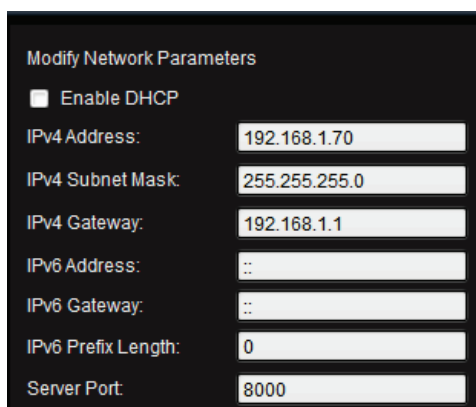 Modify Network Parameters
Enable DHCP
IPv4 Address: 192.168.1.70
IPv4 Subnet Mask: 255.255.255.0
IPv4 Gateway: 192.168.1.1
IPv6 Address: ::
IPv6 Gateway: ::
IPv6 Prefix Length: 0
Server Port: 8000